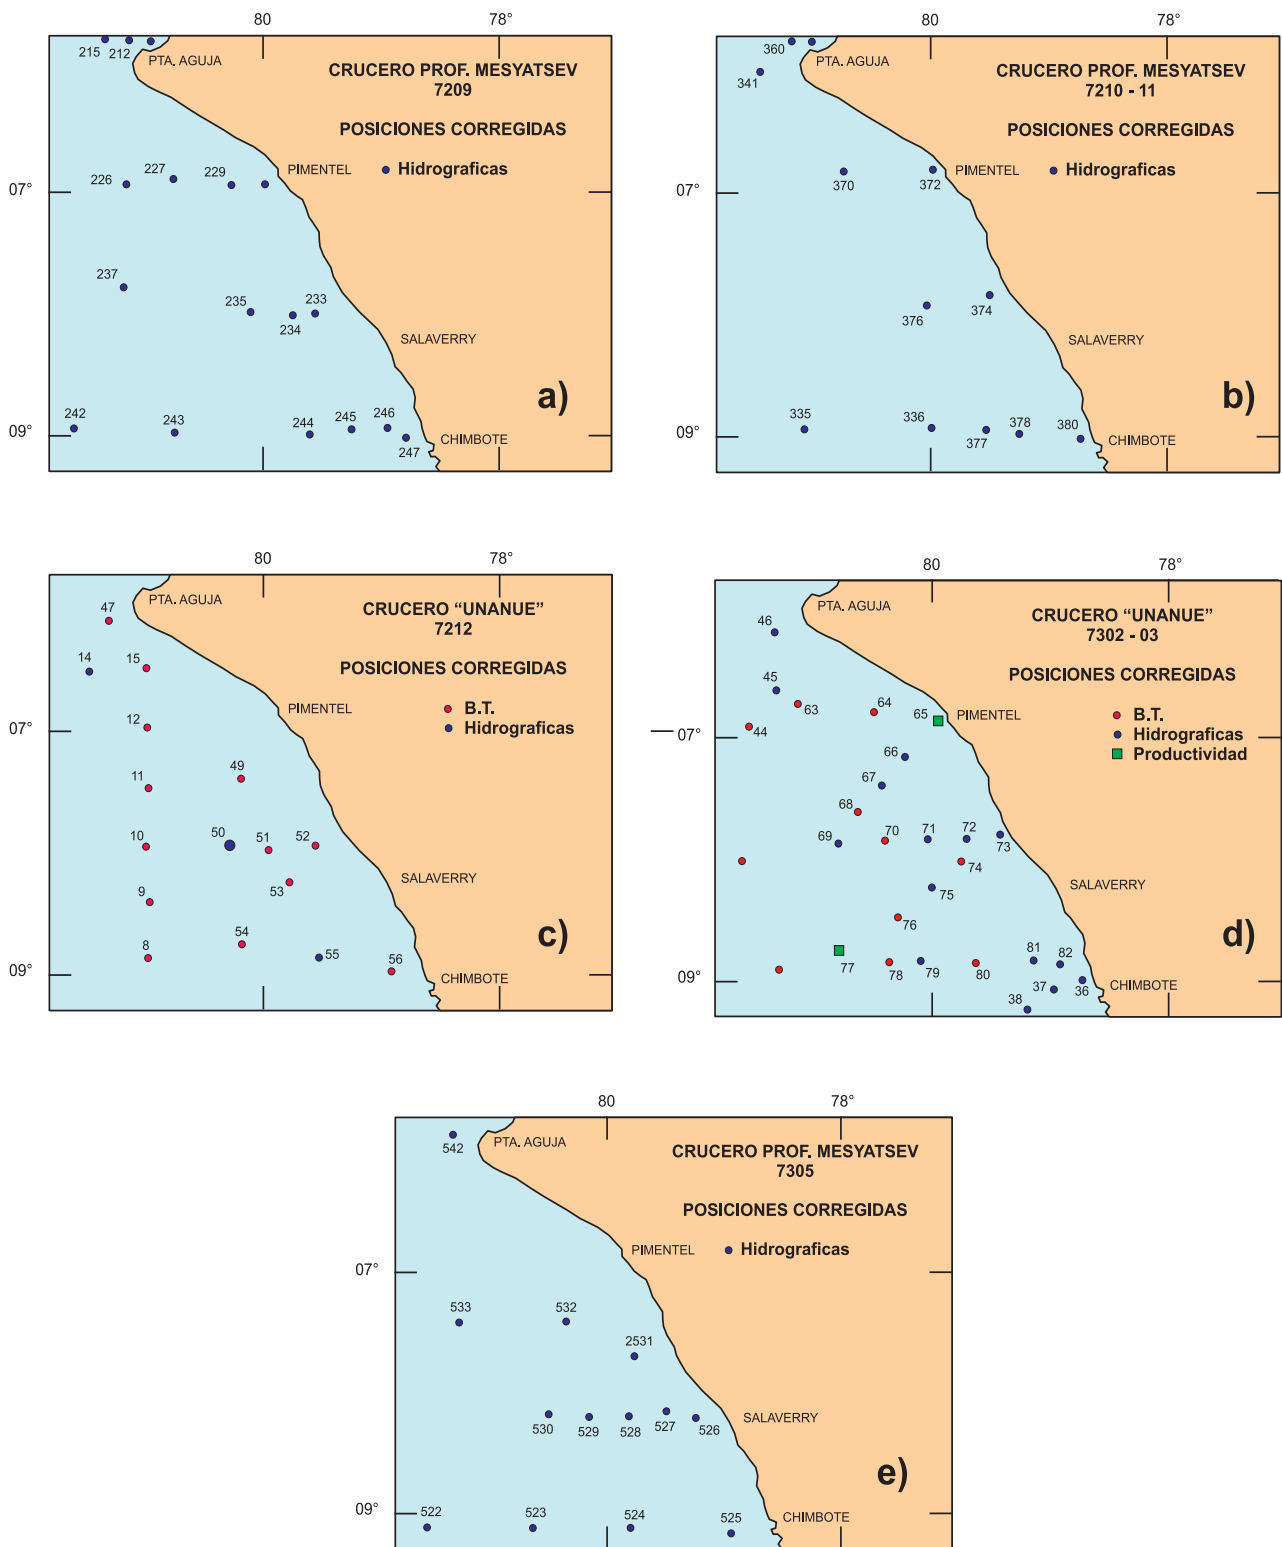 80
78°
215
212
PTA. AGUJA
CRUCERO PROF. MESYATSEV
7209
POSICIONES CORREGIDAS
Hidrograficas
PIMENTEL
07°
226
227
229
237
235
234
233
SALAVERRY
a)
242
243
244
245
246
247
09°
CHIMBOTE
80
78°
360
341
PTA. AGUJA
CRUCERO PROF. MESYATSEV
7210 - 11
POSICIONES CORREGIDAS
Hidrograficas
PIMENTEL
07°
370
372
376
374
SALAVERRY
b)
335
336
377
378
380
09°
CHIMBOTE
80
78°
47
PTA. AGUJA
CRUCERO “UNANUE”
7212
14
15
POSICIONES CORREGIDAS
B.T.
Hidrograficas
PIMENTEL
12
07°
11
49
10
50
51
52
53
SALAVERRY
9
c)
8
54
55
56
09°
CHIMBOTE
80
78°
PTA. AGUJA
CRUCERO “UNANUE”
7302 - 03
46
45
POSICIONES CORREGIDAS
B.T.
Hidrograficas
Productividad
63
64
65
PIMENTEL
44
07°
66
67
68
69
70
71
72
73
74
75
SALAVERRY
76
d)
77
78
79
80
81
82
37
36
38
09°
CHIMBOTE
80
78°
542
PTA. AGUJA
CRUCERO PROF. MESYATSEV
7305
POSICIONES CORREGIDAS
Hidrograficas
PIMENTEL
07°
533
532
2531
530
529
528
527
526
SALAVERRY
e)
522
523
524
525
09°
CHIMBOTE